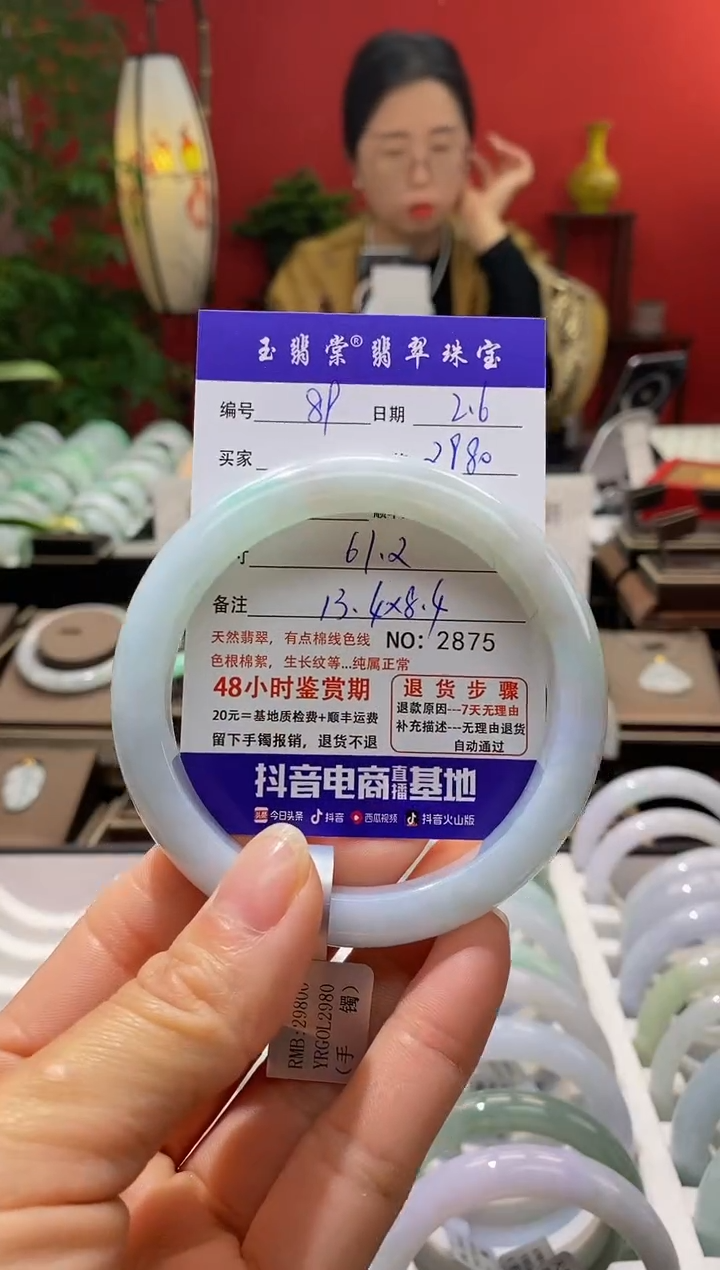 玉翡棠®翡翠珠宝
编号 8P 日期 2.6
买家 2980
寸 61.2
备注 13.4x8.4
天然翡翠，有点棉线色线 NO: 2875
色根棉絮，生长纹等...纯属正常
48小时鉴赏期
20元=基地质检费+顺丰运费
留下手镯报销，退货不退
退货步骤
退款原因---7天无理由
补充描述---无理由退货
自动通过
抖音电商直播基地
头条 今日头条 抖音 西瓜视频 抖音火山版
RMB:29800
YRGOL2980
(手 镯)